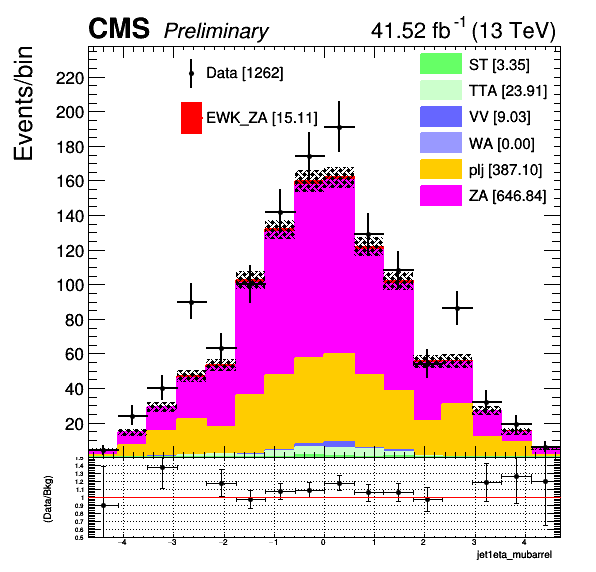 CMS Preliminary 41.52 fb⁻¹ (13 TeV)
Events/bin
Data [1262]
EWK_ZA [15.11]
ST [3.35]
TTA [23.91]
VV [9.03]
WA [0.00]
plj [387.10]
ZA [646.84]
220
200
180
160
140
120
100
80
60
40
20
(Data/Bkg)
1.5
1.4
1.3
1.2
1.1
1
0.9
0.8
0.7
0.6
0.5
−4 −3 −2 −1 0 1 2 3 4
jet1eta_mubarrel